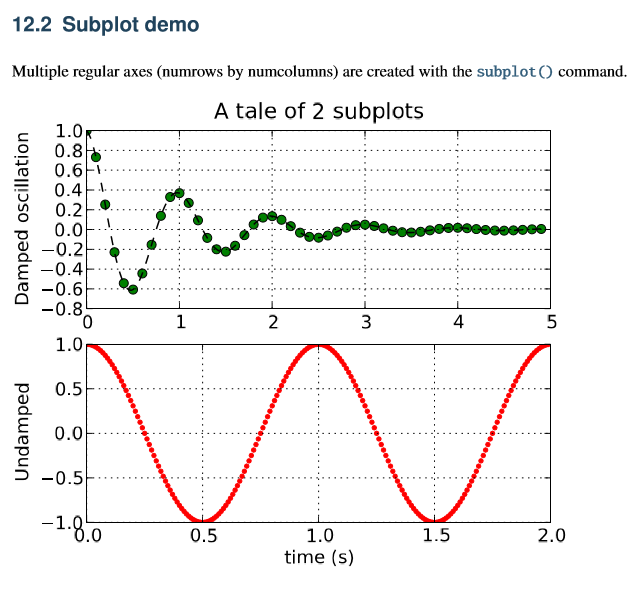 12.2 Subplot demo
Multiple regular axes (numrows by numcolumns) are created with the subplot() command.
A tale of 2 subplots
Damped oscillation
1.0
0.8
0.6
0.4
0.2
0.0
−0.2
−0.4
−0.6
−0.8
0 1 2 3 4 5
Undamped
1.0
0.5
0.0
−0.5
−1.0
0.0 0.5 1.0 1.5 2.0
time (s)